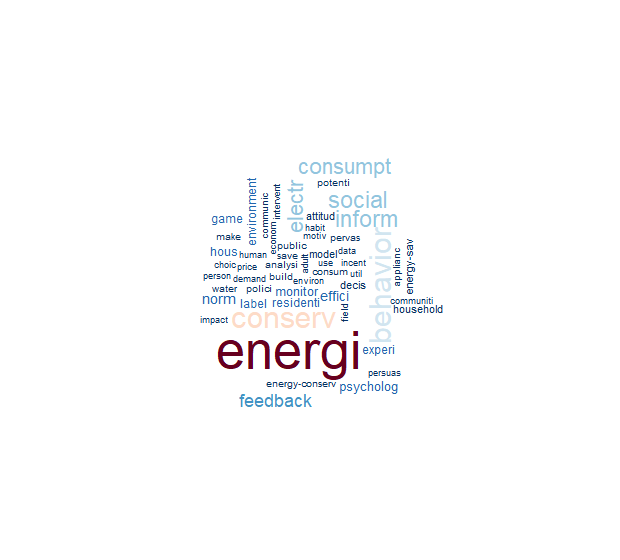 consumpt
potenti
environment
communic
intervent
electr
social
game
attitud
inform
econom
habit
make
motiv
pervas
public
behavior
hous
human
save
model
data
adult
applianc
energy-sav
choic
price
analysi
use
incent
person
demand
build
consum
util
environ
decis
water
polici
monitor
effici
norm
label
residenti
communiti
field
household
impact
conserv
energi
experi
persuas
energy-conserv
psycholog
feedback